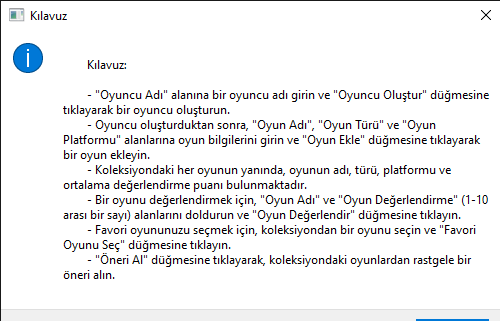 Kılavuz
Kılavuz:
- "Oyuncu Adı" alanına bir oyuncu adı girin ve "Oyuncu Oluştur" düğmesine
tıklayarak bir oyuncu oluşturun.
- Oyuncu oluşturduktan sonra, "Oyun Adı", "Oyun Türü" ve "Oyun
Platformu" alanlarına oyun bilgilerini girin ve "Oyun Ekle" düğmesine tıklayarak
bir oyun ekleyin.
- Koleksiyondaki her oyunun yanında, oyunun adı, türü, platformu ve
ortalama değerlendirme puanı bulunmaktadır.
- Bir oyunu değerlendirmek için, "Oyun Adı" ve "Oyun Değerlendirme" (1-10
arası bir sayı) alanlarını doldurun ve "Oyun Değerlendir" düğmesine tıklayın.
- Favori oyununuzu seçmek için, koleksiyondan bir oyunu seçin ve "Favori
Oyunu Seç" düğmesine tıklayın.
- "Öneri Al" düğmesine tıklayarak, koleksiyondaki oyunlardan rastgele bir
öneri alın.